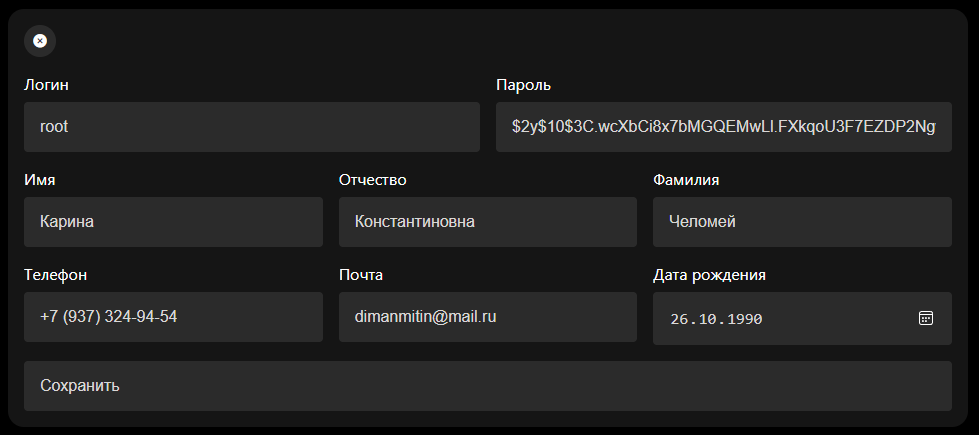 Логин Пароль
root $2y$10$3C.wcXbCi8x7bMGQEMwLl.FXkqoU3F7EZDP2Ng
Имя Отчество Фамилия
Карина Константиновна Челомей
Телефон Почта Дата рождения
+7 (937) 324-94-54 dimanmitin@mail.ru 26.10.1990
Сохранить